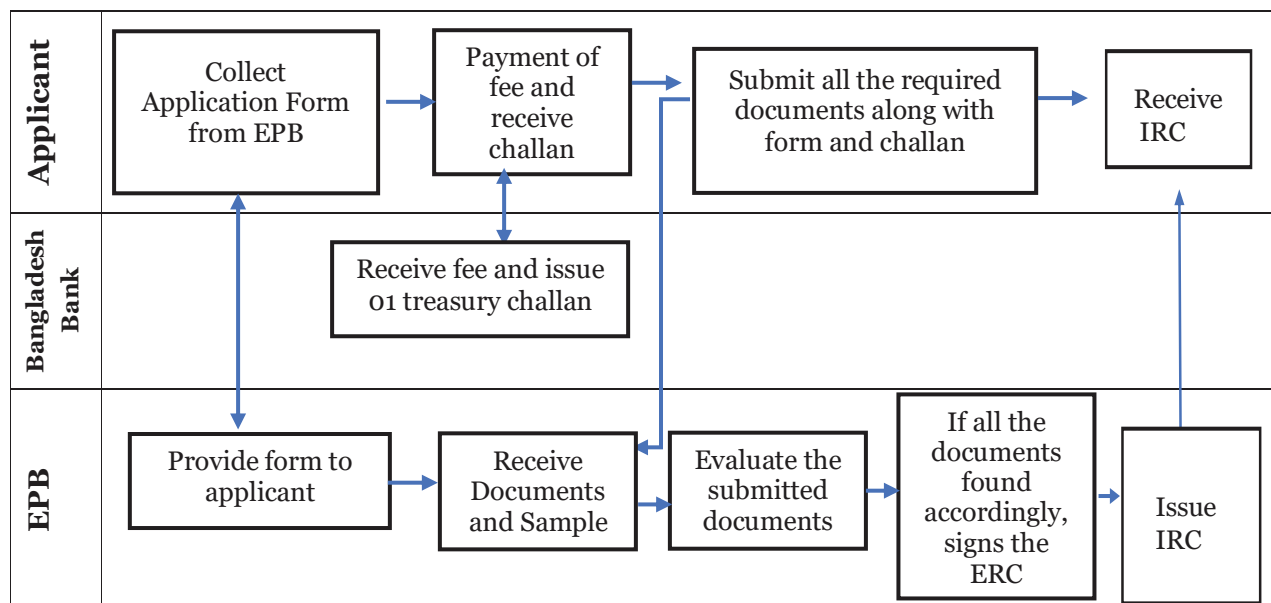 Applicant
Collect
Application Form
from EPB
Payment of
fee and
receive
challan
Submit all the required
documents along with
form and challan
Receive
IRC
Bangladesh
Bank
Receive fee and issue
01 treasury challan
EPB
Provide form to
applicant
Receive
Documents
and Sample
Evaluate the
submitted
documents
If all the
documents
found
accordingly,
signs the
ERC
Issue
IRC